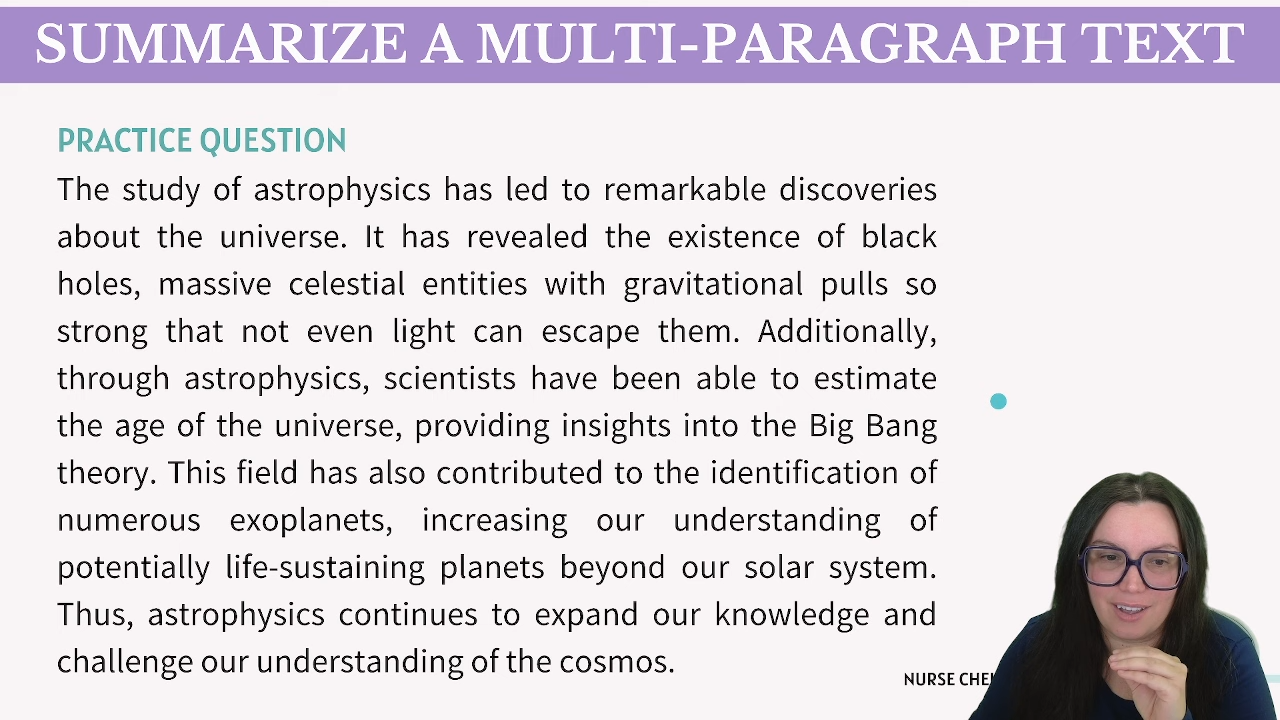 SUMMARIZE A MULTI-PARAGRAPH TEXT
PRACTICE QUESTION
The study of astrophysics has led to remarkable discoveries
about the universe. It has revealed the existence of black
holes, massive celestial entities with gravitational pulls so
strong that not even light can escape them. Additionally,
through astrophysics, scientists have been able to estimate
the age of the universe, providing insights into the Big Bang
theory. This field has also contributed to the identification of
numerous exoplanets, increasing our understanding of
potentially life-sustaining planets beyond our solar system.
Thus, astrophysics continues to expand our knowledge and
challenge our understanding of the cosmos.
NURSE